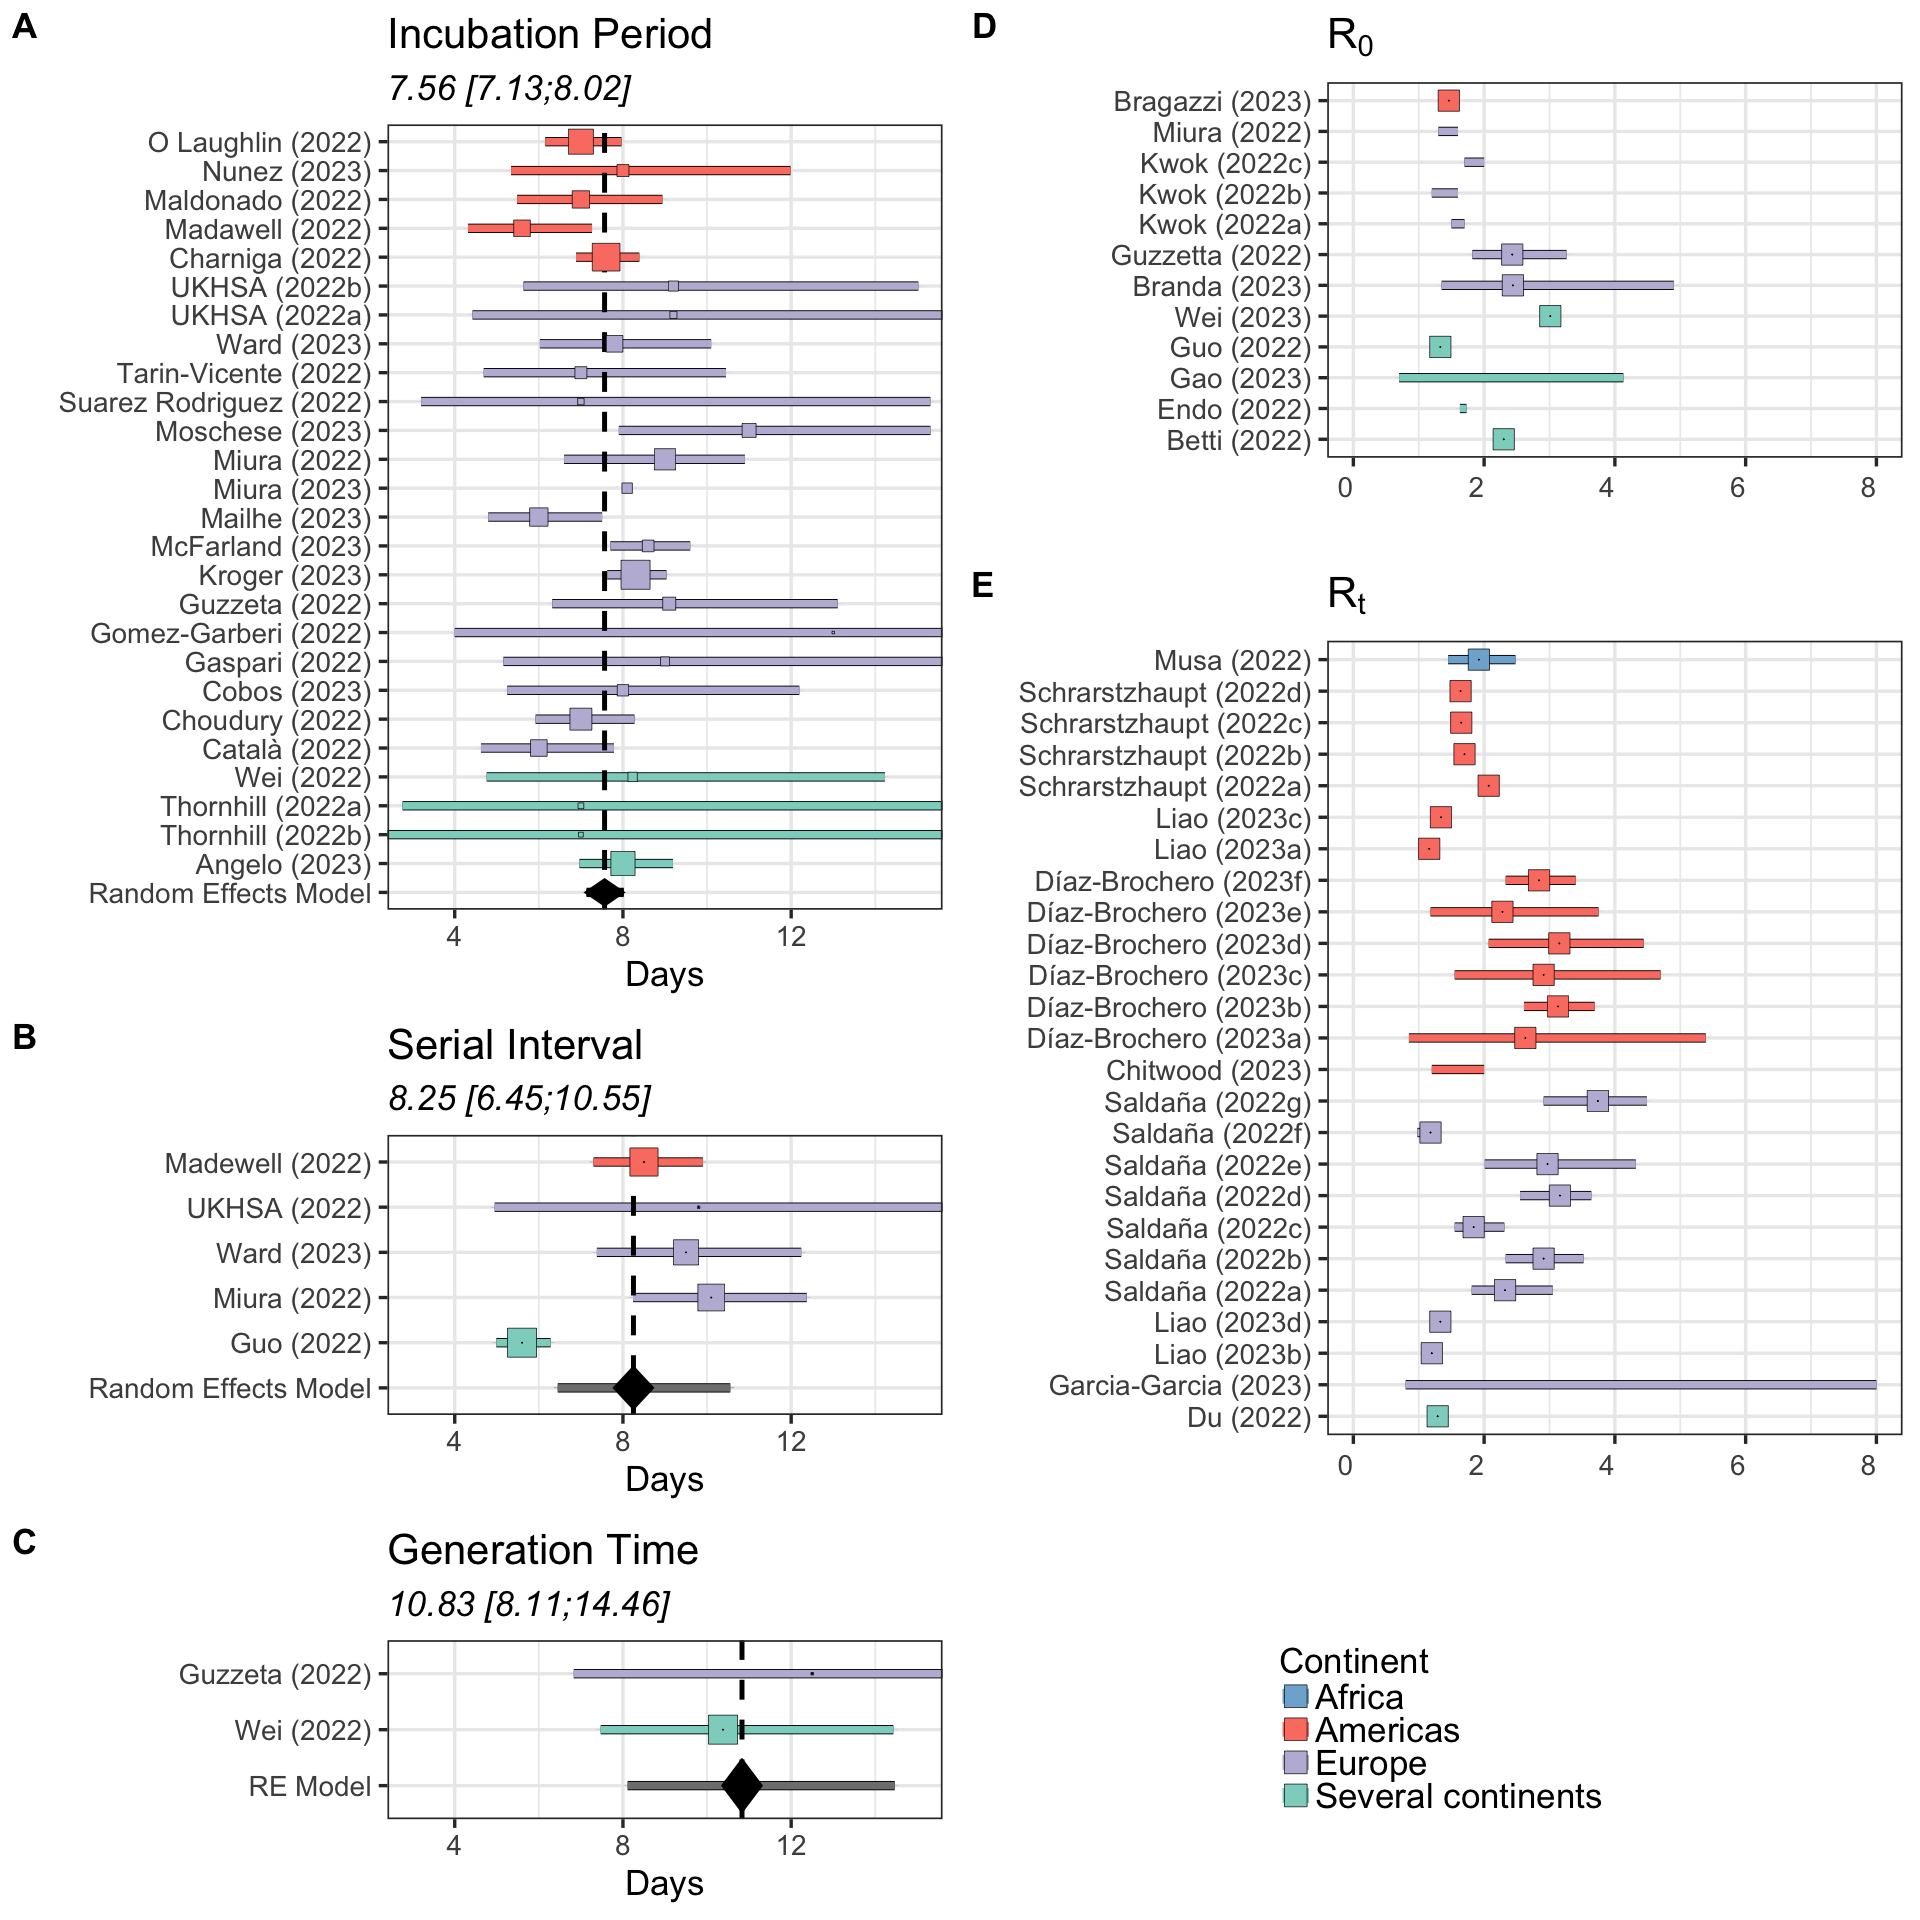 A
Incubation Period
7.56 [7.13;8.02]
O Laughlin (2022)
Nunez (2023)
Maldonado (2022)
Madawell (2022)
Charniga (2022)
UKHSA (2022b)
UKHSA (2022a)
Ward (2023)
Tarin-Vicente (2022)
Suarez Rodriguez (2022)
Moschese (2023)
Miura (2022)
Miura (2023)
Mailhe (2023)
McFarland (2023)
Kroger (2023)
Guzzeta (2022)
Gomez-Garberi (2022)
Gaspari (2022)
Cobos (2023)
Choudury (2022)
Català (2022)
Wei (2022)
Thornhill (2022a)
Thornhill (2022b)
Angelo (2023)
Random Effects Model
4 8 12
Days
B
Serial Interval
8.25 [6.45;10.55]
Madewell (2022)
UKHSA (2022)
Ward (2023)
Miura (2022)
Guo (2022)
Random Effects Model
4 8 12
Days
C
Generation Time
10.83 [8.11;14.46]
Guzzeta (2022)
Wei (2022)
RE Model
4 8 12
Days
D
R0
Bragazzi (2023)
Miura (2022)
Kwok (2022c)
Kwok (2022b)
Kwok (2022a)
Guzzetta (2022)
Branda (2023)
Wei (2023)
Guo (2022)
Gao (2023)
Endo (2022)
Betti (2022)
0 2 4 6 8
E
Rt
Musa (2022)
Schrarstzhaupt (2022d)
Schrarstzhaupt (2022c)
Schrarstzhaupt (2022b)
Schrarstzhaupt (2022a)
Liao (2023c)
Liao (2023a)
Díaz-Brochero (2023f)
Díaz-Brochero (2023e)
Díaz-Brochero (2023d)
Díaz-Brochero (2023c)
Díaz-Brochero (2023b)
Díaz-Brochero (2023a)
Chitwood (2023)
Saldaña (2022g)
Saldaña (2022f)
Saldaña (2022e)
Saldaña (2022d)
Saldaña (2022c)
Saldaña (2022b)
Saldaña (2022a)
Liao (2023d)
Liao (2023b)
Garcia-Garcia (2023)
Du (2022)
0 2 4 6 8
Continent
Africa
Americas
Europe
Several continents